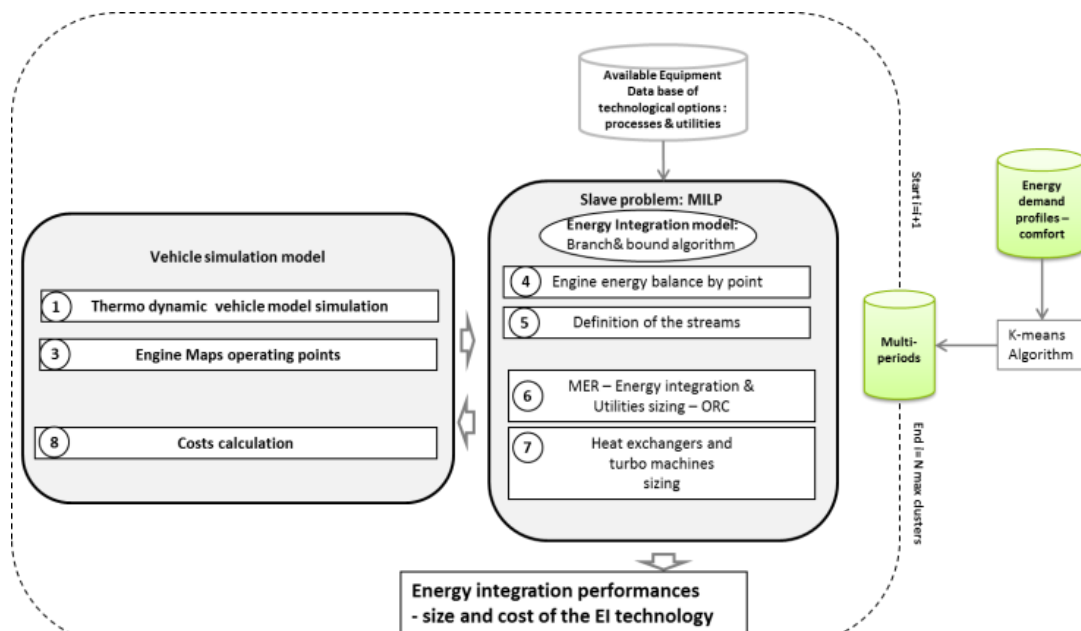 Available Equipment
Data base of
technological options :
processes & utilities
Start i=i+1
Energy
demand
profiles –
comfort
Slave problem: MILP
Energy Integration model:
Branch& bound algorithm
Vehicle simulation model
4 Engine energy balance by point
1 Thermo dynamic vehicle model simulation
5 Definition of the streams
3 Engine Maps operating points
Multi-
periods
K-means
Algorithm
6 MER – Energy integration &
Utilities sizing – ORC
8 Costs calculation
7 Heat exchangers and
turbo machines
sizing
End i= N max clusters
Energy integration performances
- size and cost of the EI technology